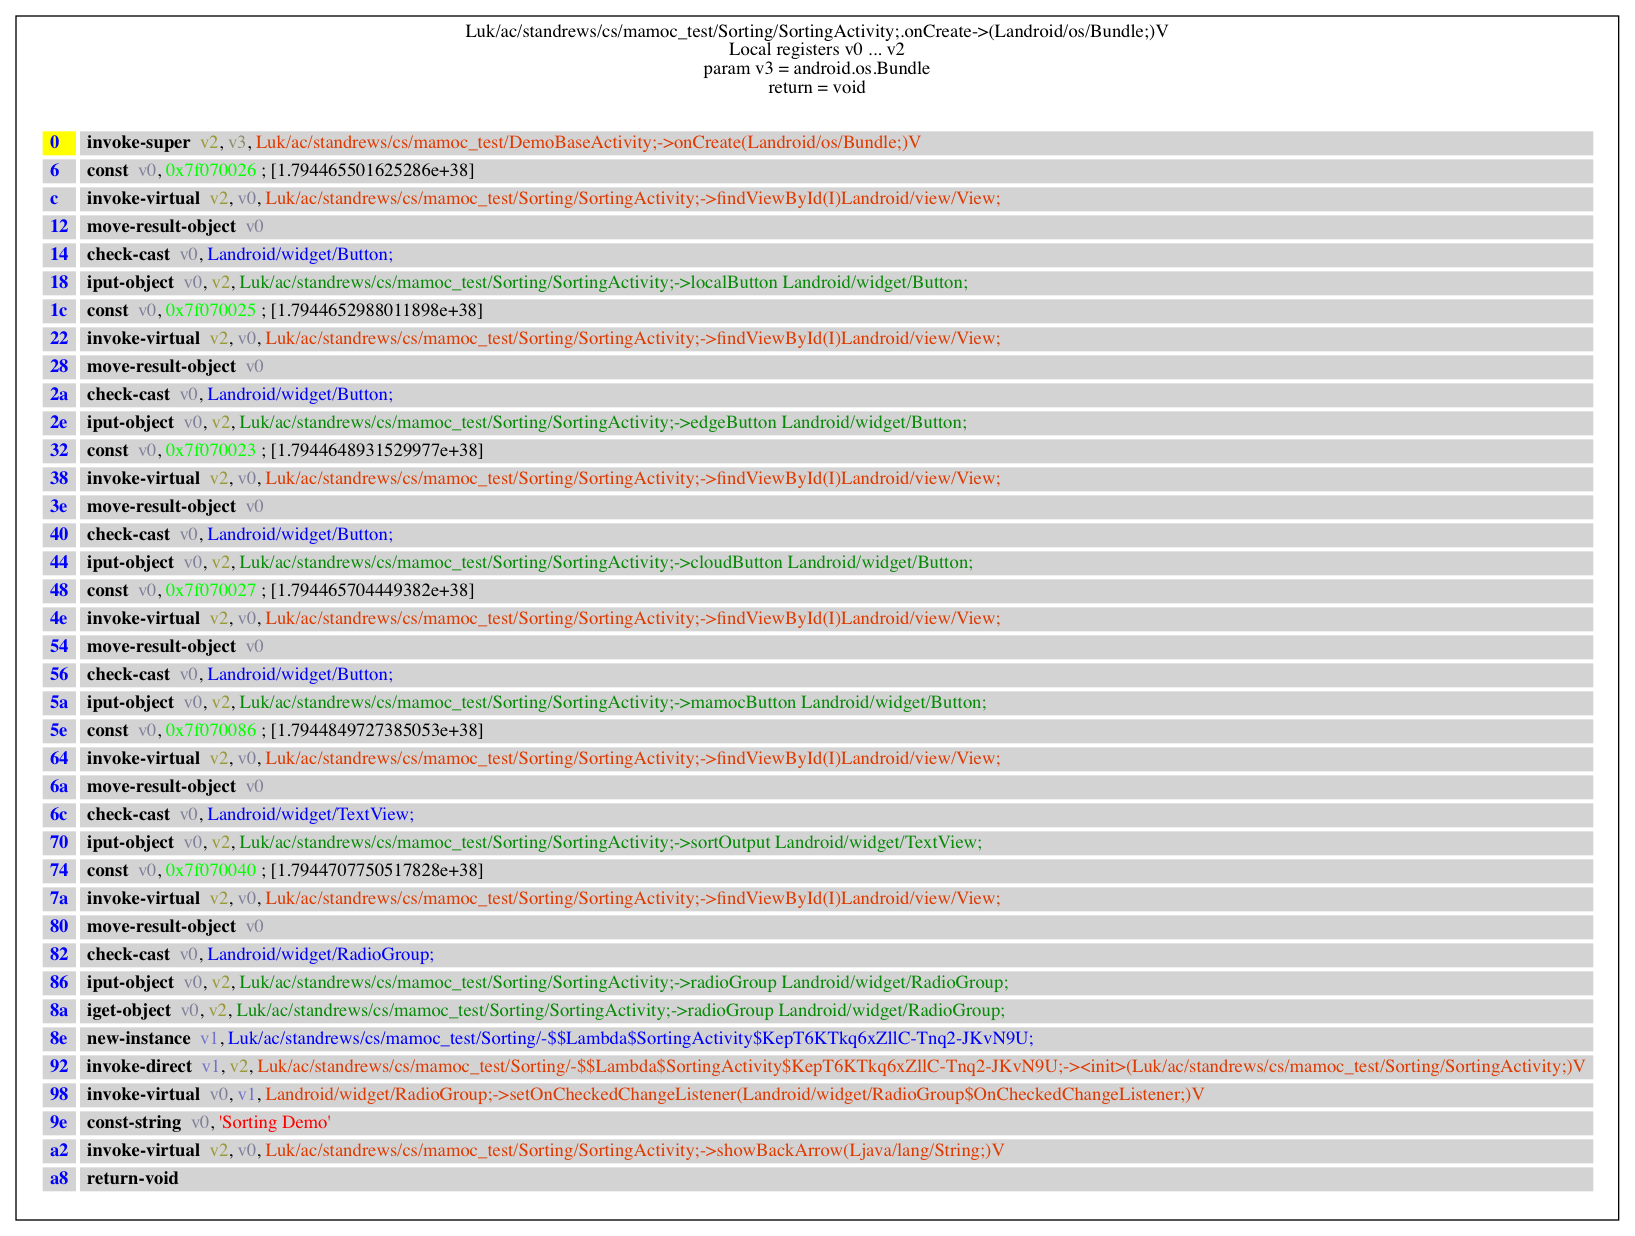 Luk/ac/standrews/cs/mamoc_test/Sorting/SortingActivity;.onCreate->(Landroid/os/Bundle;)V
Local registers v0 ... v2
param v3 = android.os.Bundle
return = void
0 invoke-super v2, v3, Luk/ac/standrews/cs/mamoc_test/DemoBaseActivity;->onCreate(Landroid/os/Bundle;)V
6 const v0, 0x7f070026 ; [1.794465501625286e+38]
c invoke-virtual v2, v0, Luk/ac/standrews/cs/mamoc_test/Sorting/SortingActivity;->findViewById(I)Landroid/view/View;
12 move-result-object v0
14 check-cast v0, Landroid/widget/Button;
18 iput-object v0, v2, Luk/ac/standrews/cs/mamoc_test/Sorting/SortingActivity;->localButton Landroid/widget/Button;
1c const v0, 0x7f070025 ; [1.7944652988011898e+38]
22 invoke-virtual v2, v0, Luk/ac/standrews/cs/mamoc_test/Sorting/SortingActivity;->findViewById(I)Landroid/view/View;
28 move-result-object v0
2a check-cast v0, Landroid/widget/Button;
2e iput-object v0, v2, Luk/ac/standrews/cs/mamoc_test/Sorting/SortingActivity;->edgeButton Landroid/widget/Button;
32 const v0, 0x7f070023 ; [1.7944648931529977e+38]
38 invoke-virtual v2, v0, Luk/ac/standrews/cs/mamoc_test/Sorting/SortingActivity;->findViewById(I)Landroid/view/View;
3e move-result-object v0
40 check-cast v0, Landroid/widget/Button;
44 iput-object v0, v2, Luk/ac/standrews/cs/mamoc_test/Sorting/SortingActivity;->cloudButton Landroid/widget/Button;
48 const v0, 0x7f070027 ; [1.794465704449382e+38]
4e invoke-virtual v2, v0, Luk/ac/standrews/cs/mamoc_test/Sorting/SortingActivity;->findViewById(I)Landroid/view/View;
54 move-result-object v0
56 check-cast v0, Landroid/widget/Button;
5a iput-object v0, v2, Luk/ac/standrews/cs/mamoc_test/Sorting/SortingActivity;->mamocButton Landroid/widget/Button;
5e const v0, 0x7f070086 ; [1.7944849727385053e+38]
64 invoke-virtual v2, v0, Luk/ac/standrews/cs/mamoc_test/Sorting/SortingActivity;->findViewById(I)Landroid/view/View;
6a move-result-object v0
6c check-cast v0, Landroid/widget/TextView;
70 iput-object v0, v2, Luk/ac/standrews/cs/mamoc_test/Sorting/SortingActivity;->sortOutput Landroid/widget/TextView;
74 const v0, 0x7f070040 ; [1.7944707750517828e+38]
7a invoke-virtual v2, v0, Luk/ac/standrews/cs/mamoc_test/Sorting/SortingActivity;->findViewById(I)Landroid/view/View;
80 move-result-object v0
82 check-cast v0, Landroid/widget/RadioGroup;
86 iput-object v0, v2, Luk/ac/standrews/cs/mamoc_test/Sorting/SortingActivity;->radioGroup Landroid/widget/RadioGroup;
8a iget-object v0, v2, Luk/ac/standrews/cs/mamoc_test/Sorting/SortingActivity;->radioGroup Landroid/widget/RadioGroup;
8e new-instance v1, Luk/ac/standrews/cs/mamoc_test/Sorting/-$$Lambda$SortingActivity$KepT6KTkq6xZllC-Tnq2-JKvN9U;
92 invoke-direct v1, v2, Luk/ac/standrews/cs/mamoc_test/Sorting/-$$Lambda$SortingActivity$KepT6KTkq6xZllC-Tnq2-JKvN9U;-><init>(Luk/ac/standrews/cs/mamoc_test/Sorting/SortingActivity;)V
98 invoke-virtual v0, v1, Landroid/widget/RadioGroup;->setOnCheckedChangeListener(Landroid/widget/RadioGroup$OnCheckedChangeListener;)V
9e const-string v0, 'Sorting Demo'
a2 invoke-virtual v2, v0, Luk/ac/standrews/cs/mamoc_test/Sorting/SortingActivity;->showBackArrow(Ljava/lang/String;)V
a8 return-void